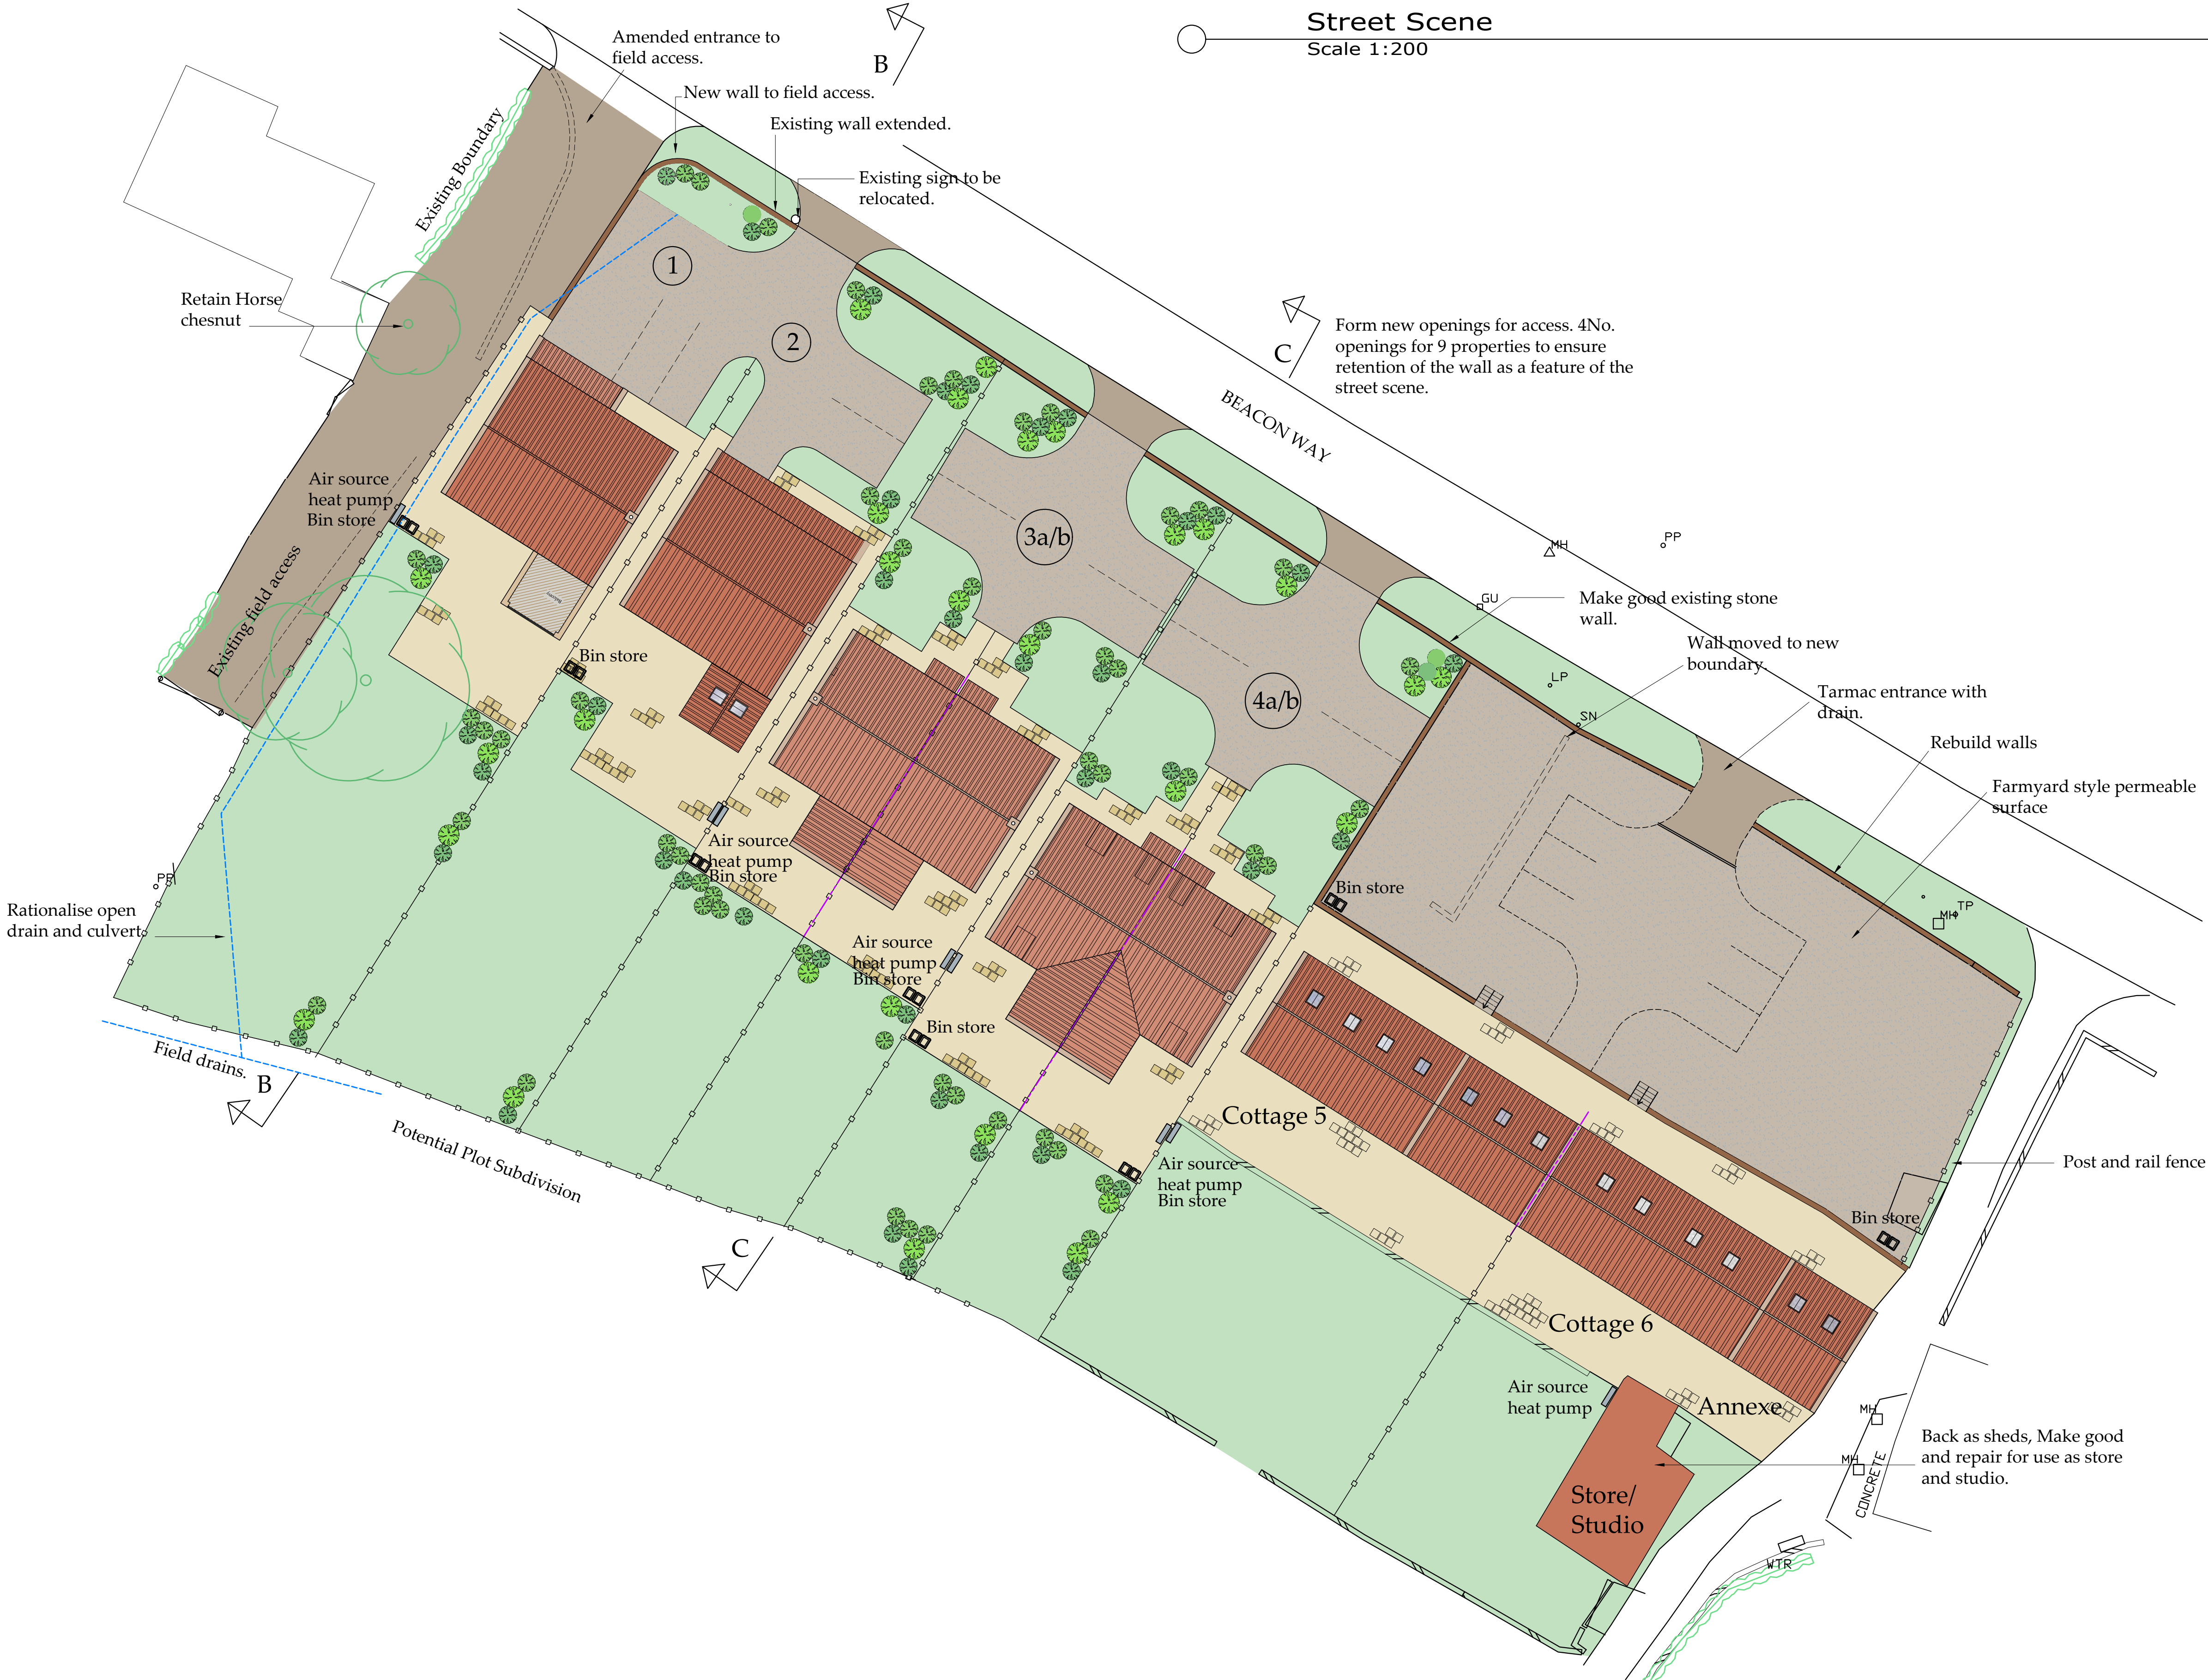 Street Scene
Scale 1:200
B
Amended entrance to
field access.
New wall to field access.
Existing wall extended.
Existing sign to be
relocated.
Existing Boundary
Retain Horse
chesnut
1
2
3a/b
4a/b
C
Form new openings for access. 4No.
openings for 9 properties to ensure
retention of the wall as a feature of the
street scene.
BEACON WAY
MH
PP
GU
Make good existing stone
wall.
Wall moved to new
boundary.
LP
SN
Tarmac entrance with
drain.
Rebuild walls
Farmyard style permeable
surface
Air source
heat pump
Bin store
Existing field access
Bin store
Air source
heat pump
Bin store
Bin store
MH
TP
PP
Rationalise open
drain and culvert
Air source
heat pump
Bin store
Bin store
Field drains.
B
Potential Plot Subdivision
Cottage 5
Air source
heat pump
Bin store
Post and rail fence
Bin store
C
Cottage 6
Air source
heat pump
Annexe
MH
MH
CONCRETE
Back as sheds, Make good
and repair for use as store
and studio.
Store/
Studio
WTR